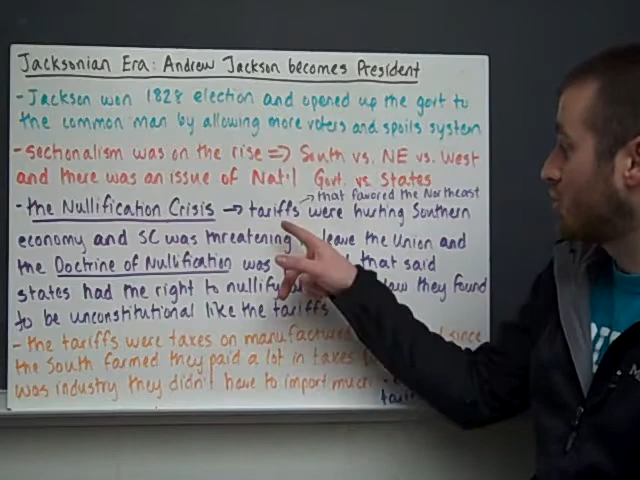 Jacksonian Era: Andrew Jackson becomes President
- Jackson won 1828 election and opened up the govt to
the common man by allowing more voters and spoils system
- sectionalism was on the rise => South vs. NE vs. West
and there was an issue of Nat'l Govt. vs States
that favored the Northeast
- the Nullification Crisis → tariffs were hurting Southern
economy and SC was threatening leave the Union and
the Doctrine of Nullification was that said
states had the right to nullify law they found
to be unconstitutional like the tariffs
- the tariffs were taxes on manufactured since
the South farmed they paid a lot in taxes
was industry they didn't have to import much